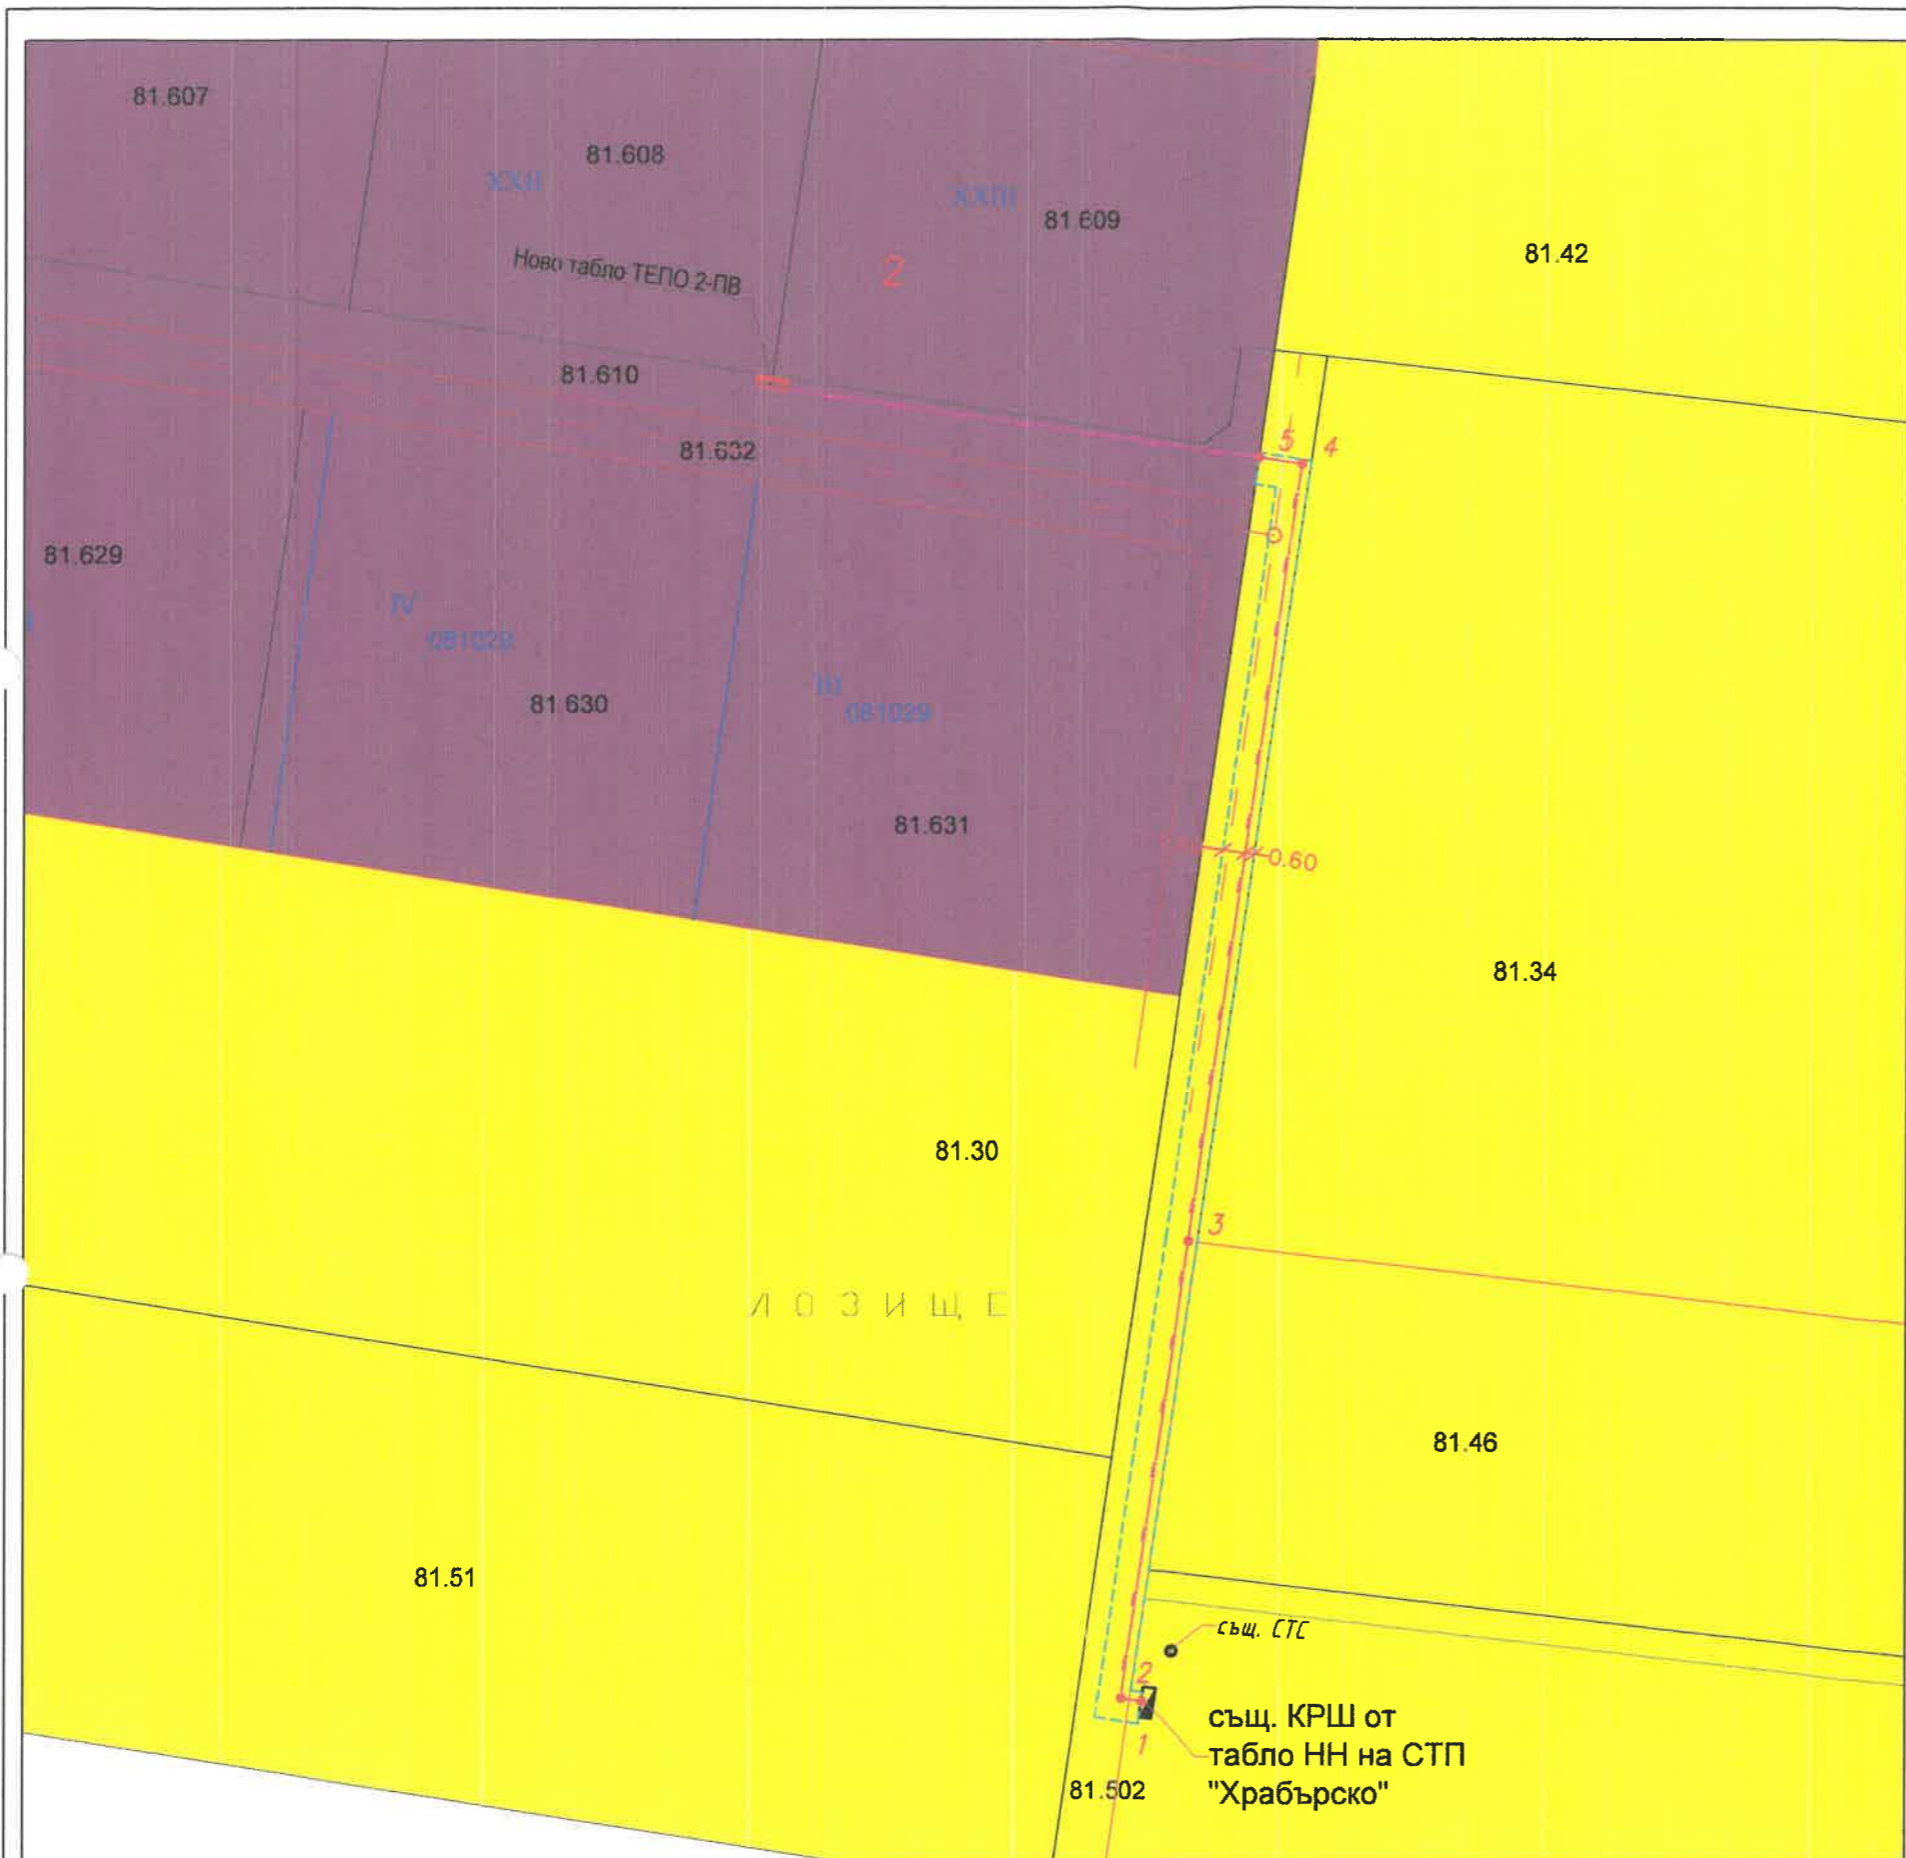 81.607
81.608
XXII
XXIII
81.609
81.42
Ново табло ТЕПО 2-ПВ
2
81.610
81.632
5
4
81.629
IV
081029
81.630
III
081029
81.631
0.60
81.34
81.30
3
ЛОЗИЩЕ
81.46
81.51
същ. СТС
2
1
същ. КРШ от
табло НН на СТП
"Храбърско"
81.502